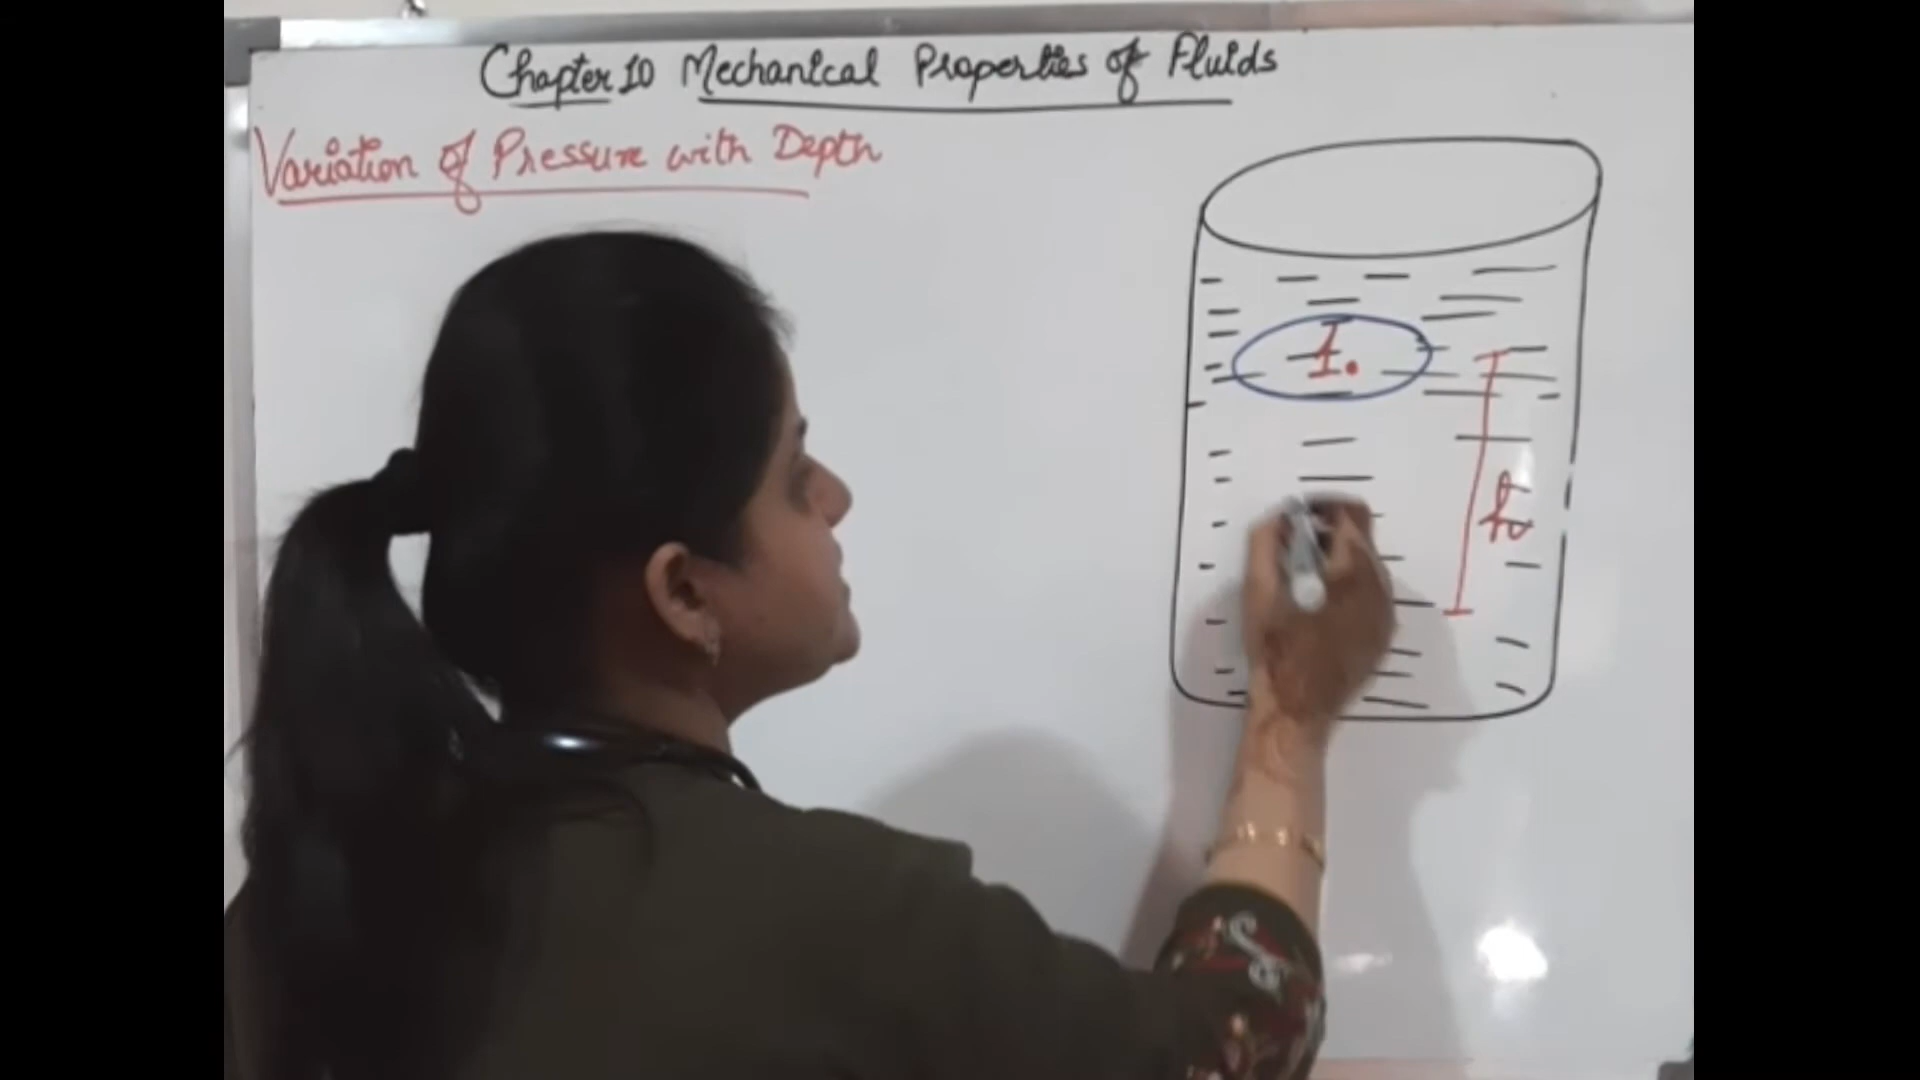 Chapter 10 Mechanical Properties of Fluids
Variation of Pressure with Depth
1.
h